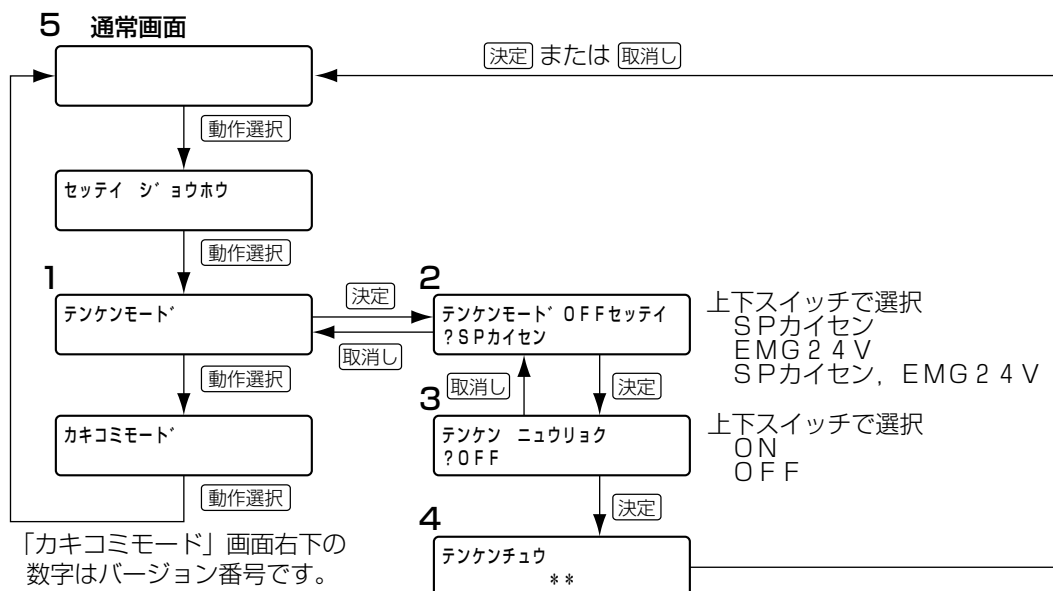 5 通常画面
決定 または 取消し
動作選択
セッテイ ジョウホウ
動作選択
1
テンケンモード
決定
取消し
2
テンケンモード OFFセッテイ
?SPカイセン
上下スイッチで選択
SPカイセン
EMG24V
SPカイセン, EMG24V
動作選択
取消し
決定
3
カキコミモード
テンケン ニュウリョク
?OFF
上下スイッチで選択
ON
OFF
動作選択
決定
4
テンケンチュウ
**
「カキコミモード」画面右下の
数字はバージョン番号です。